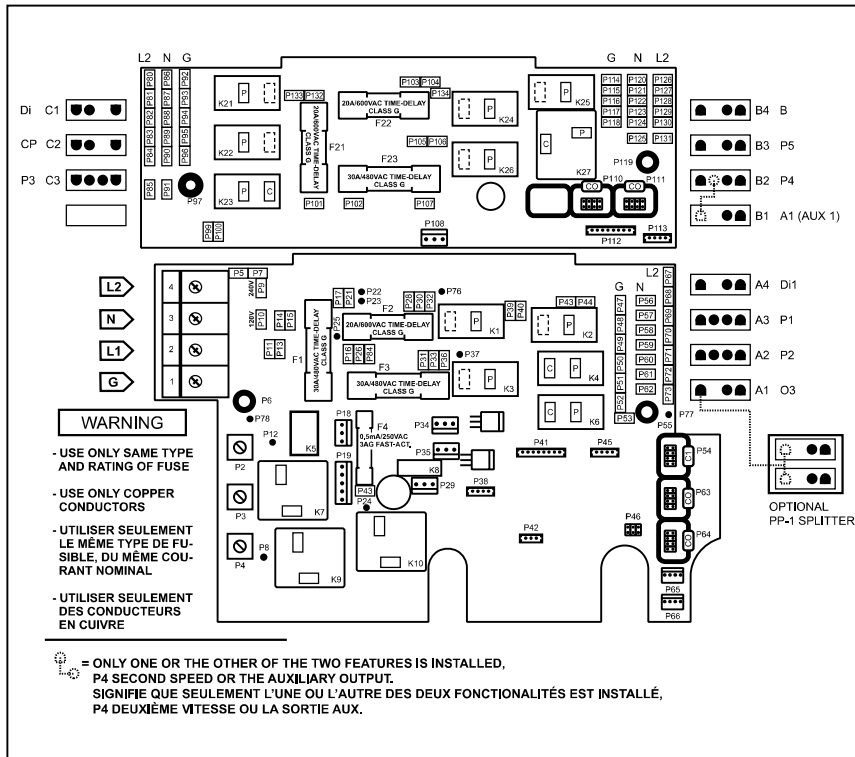 L2 N G
G N L2
P80 P86 P92
P81 P87 P93
P82 P88 P94
P83 P89 P95
P84 P90 P96
P85 P91
P97
P99 P100
K21
K22
K23
P133 P132
20A/600VAC TIME-DELAY
CLASS G
F21
P101
P103 P104
P134
20A/600VAC TIME-DELAY
CLASS G
F22
F23
P105 P106
30A/480VAC TIME-DELAY
CLASS G
P102 P107
P108
K24
K26
K25
K27
P P P C P P P P C
P114 P120 P126
P115 P121 P127
P116 P122 P128
P117 P123 P129
P118 P124 P130
P125 P131
P119
P110 P111
CO CO
P112 P113
Di C1
CP C2
P3 C3
B4 B
B3 P5
B2 P4
B1 A1 (AUX 1)
L2
N
L1
G
4
3
2
1
P5 P7
240V P9
120V P10
P14 P15
P11 P13
P6
P78
P12
P2
P3
P4
P8
F1
30A/480VAC TIME-DELAY
CLASS G
P17 P21
P22
P23
P25
F2
20A/600VAC TIME-DELAY
CLASS G
P28 P30 P32
P76
P16 P26 P84
F3
30A/480VAC TIME-DELAY
CLASS G
P31 P33 P36
P37
K1
K3
P39 P40
P43 P44
K2
K4
K6
P P P C P C P
P18
P19
F4
0,5mA/250VAC
3AG FAST-ACT.
P43
P24
P34
P35
K8
P29
P38
K5
K7
K9
K10
P41
P45
P42
P46
L2
G N
P47 P56 P67
P48 P57 P68
P49 P58 P69
P50 P59 P70
P51 P60 P71
P52 P61 P72
P53 P62 P73
P55
P77
C1 P54
CO P63
CO P64
P65
P66
A4 Di1
A3 P1
A2 P2
A1 O3
OPTIONAL
PP-1 SPLITTER
WARNING
- USE ONLY SAME TYPE
AND RATING OF FUSE
- USE ONLY COPPER
CONDUCTORS
- UTILISER SEULEMENT
LE MÊME TYPE DE FU-
SIBLE, DU MÊME COU-
RANT NOMINAL
- UTILISER SEULEMENT
DES CONDUCTEURS
EN CUIVRE
= ONLY ONE OR THE OTHER OF THE TWO FEATURES IS INSTALLED,
P4 SECOND SPEED OR THE AUXILIARY OUTPUT.
SIGNIFIE QUE SEULEMENT L'UNE OU L'AUTRE DES DEUX FONCTIONALITÉS EST INSTALLÉ,
P4 DEUXIÈME VITESSE OU LA SORTIE AUX.